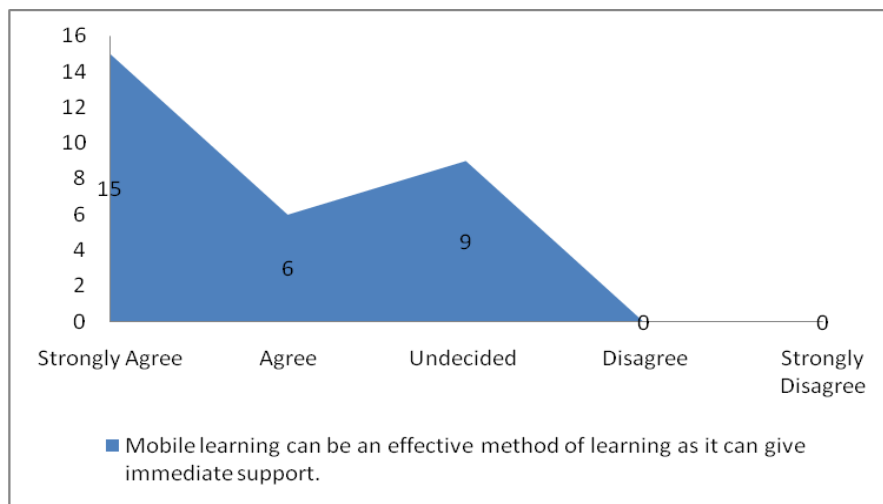 16
14
12
10
8
6
4
2
0
15
6
9
0
0
Strongly Agree
Agree
Undecided
Disagree
Strongly
Disagree
Mobile learning can be an effective method of learning as it can give
immediate support.